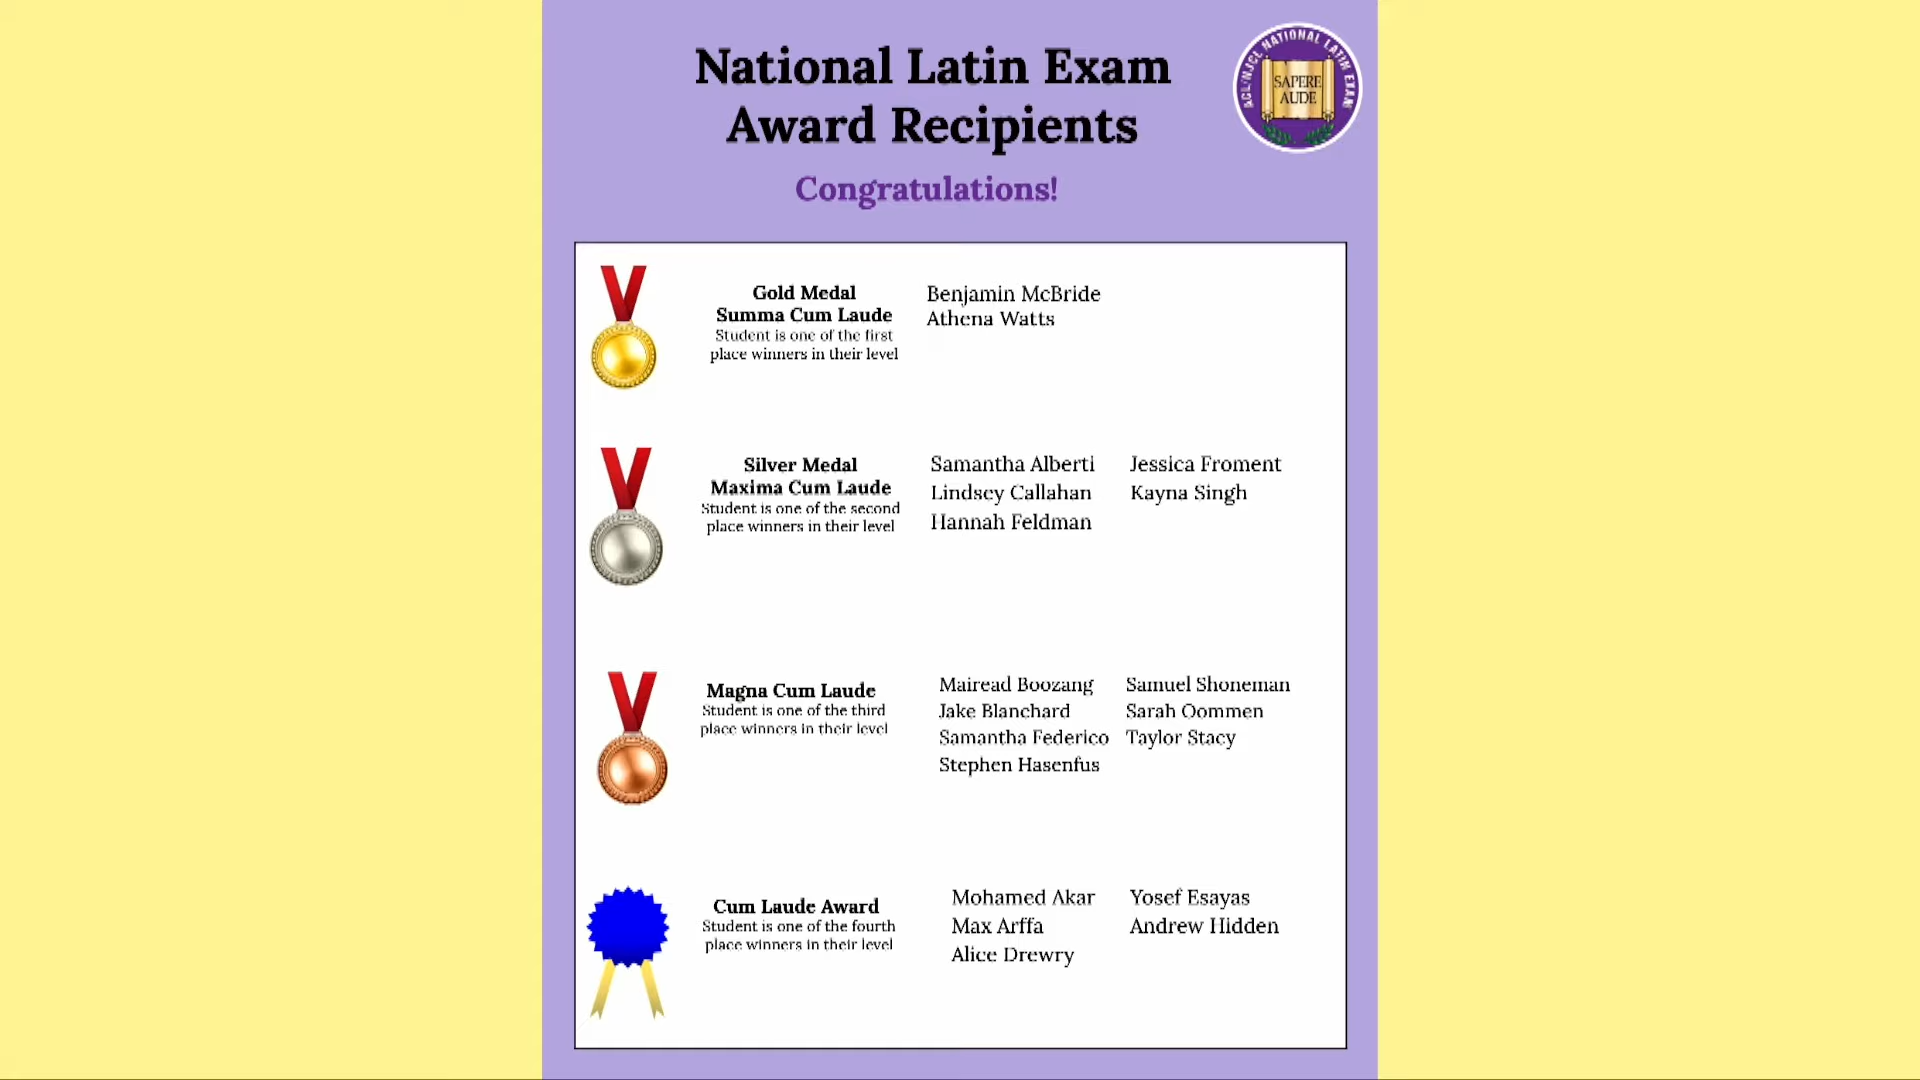 National Latin Exam
Award Recipients
Congratulations!
ACL/NJCL NATIONAL LATIN EXAM
SAPERE
AUDE
Gold Medal
Summa Cum Laude
Student is one of the first
place winners in their level
Benjamin McBride
Athena Watts
Silver Medal
Maxima Cum Laude
Student is one of the second
place winners in their level
Samantha Alberti
Lindsey Callahan
Hannah Feldman
Jessica Froment
Kayna Singh
Magna Cum Laude
Student is one of the third
place winners in their level
Mairead Boozang
Jake Blanchard
Samantha Federico
Stephen Hasenfus
Samuel Shoneman
Sarah Oommen
Taylor Stacy
Cum Laude Award
Student is one of the fourth
place winners in their level
Mohamed Akar
Max Arffa
Alice Drewry
Yosef Esayas
Andrew Hidden